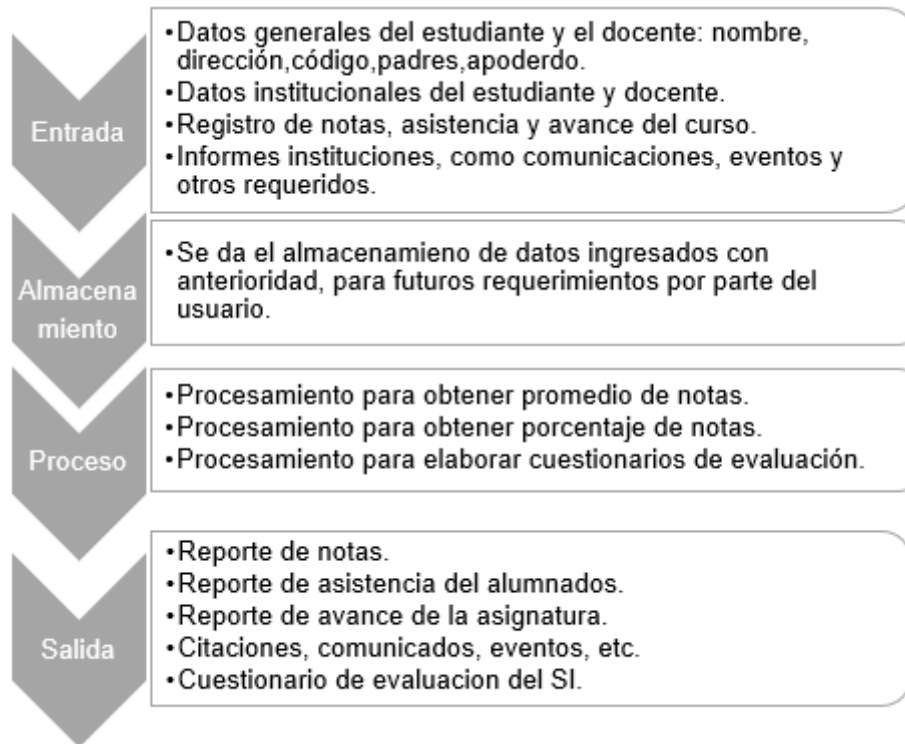 Entrada
•Datos generales del estudiante y el docente: nombre,
dirección,código,padres,apoderdo.
•Datos institucionales del estudiante y docente.
•Registro de notas, asistencia y avance del curso.
•Informes instituciones, como comunicaciones, eventos y
otros requeridos.
Almacena
miento
•Se da el almacenamieno de datos ingresados con
anterioridad, para futuros requerimientos por parte del
usuario.
Proceso
•Procesamiento para obtener promedio de notas.
•Procesamiento para obtener porcentaje de notas.
•Procesamiento para elaborar cuestionarios de evaluación.
Salida
•Reporte de notas.
•Reporte de asistencia del alumnados.
•Reporte de avance de la asignatura.
•Citaciones, comunicados, eventos, etc.
•Cuestionario de evaluacion del SI.